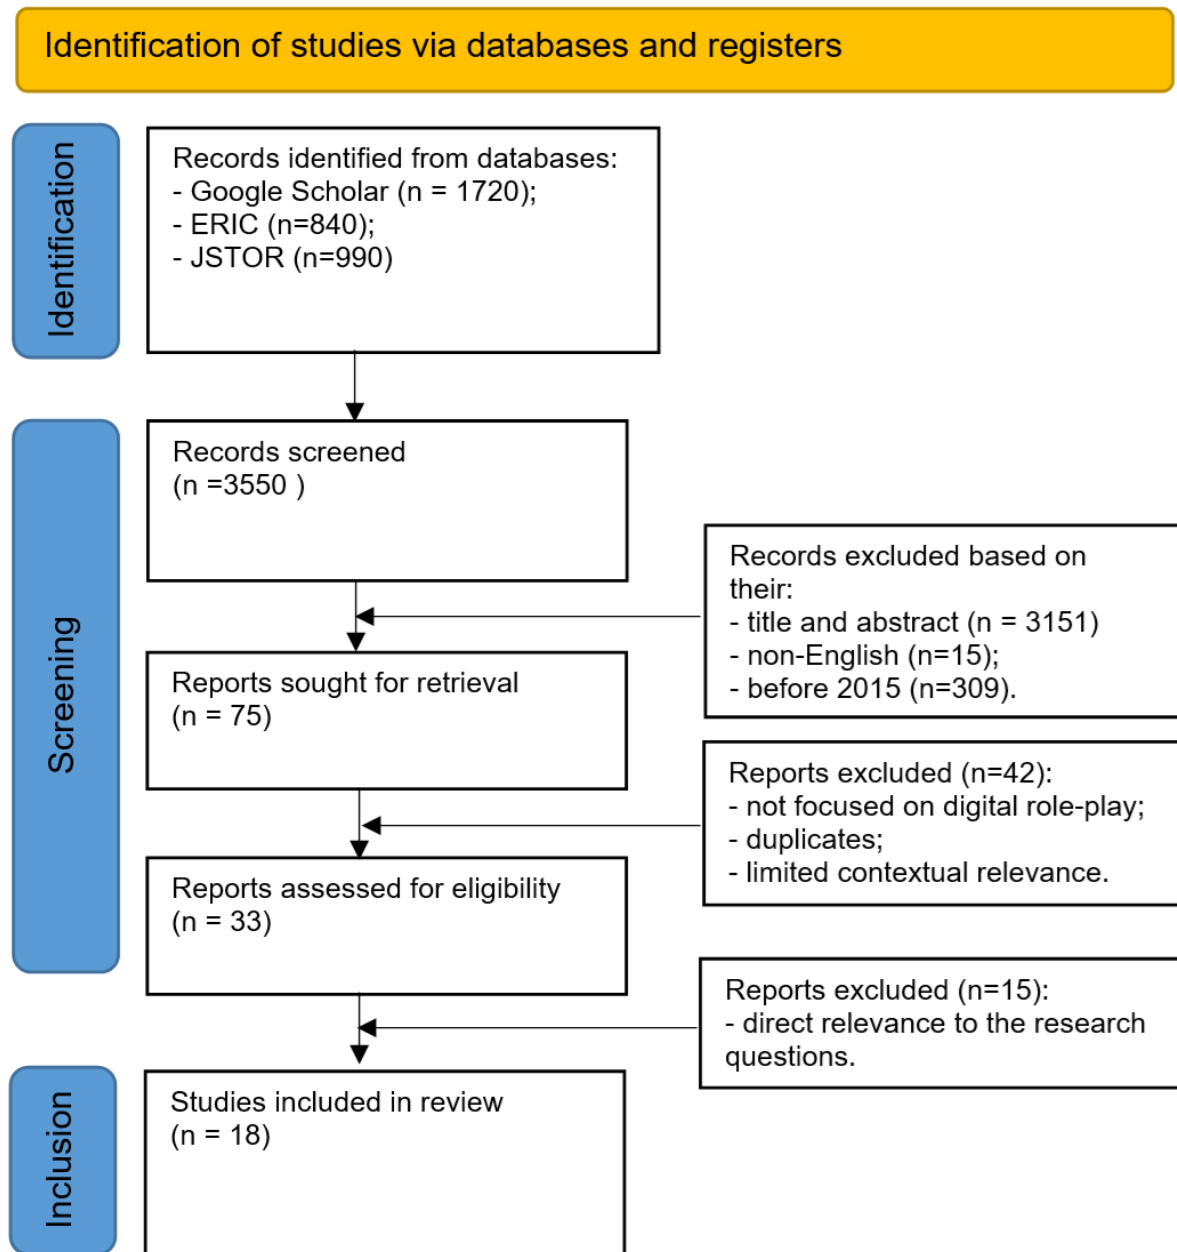 Identification of studies via databases and registers
Identification
Records identified from databases:
- Google Scholar (n = 1720);
- ERIC (n=840);
- JSTOR (n=990)
Screening
Records screened
(n =3550 )
Records excluded based on
their:
- title and abstract (n = 3151)
- non-English (n=15);
- before 2015 (n=309).
Reports sought for retrieval
(n = 75)
Reports excluded (n=42):
- not focused on digital role-play;
- duplicates;
- limited contextual relevance.
Reports assessed for eligibility
(n = 33)
Reports excluded (n=15):
- direct relevance to the research
questions.
Inclusion
Studies included in review
(n = 18)